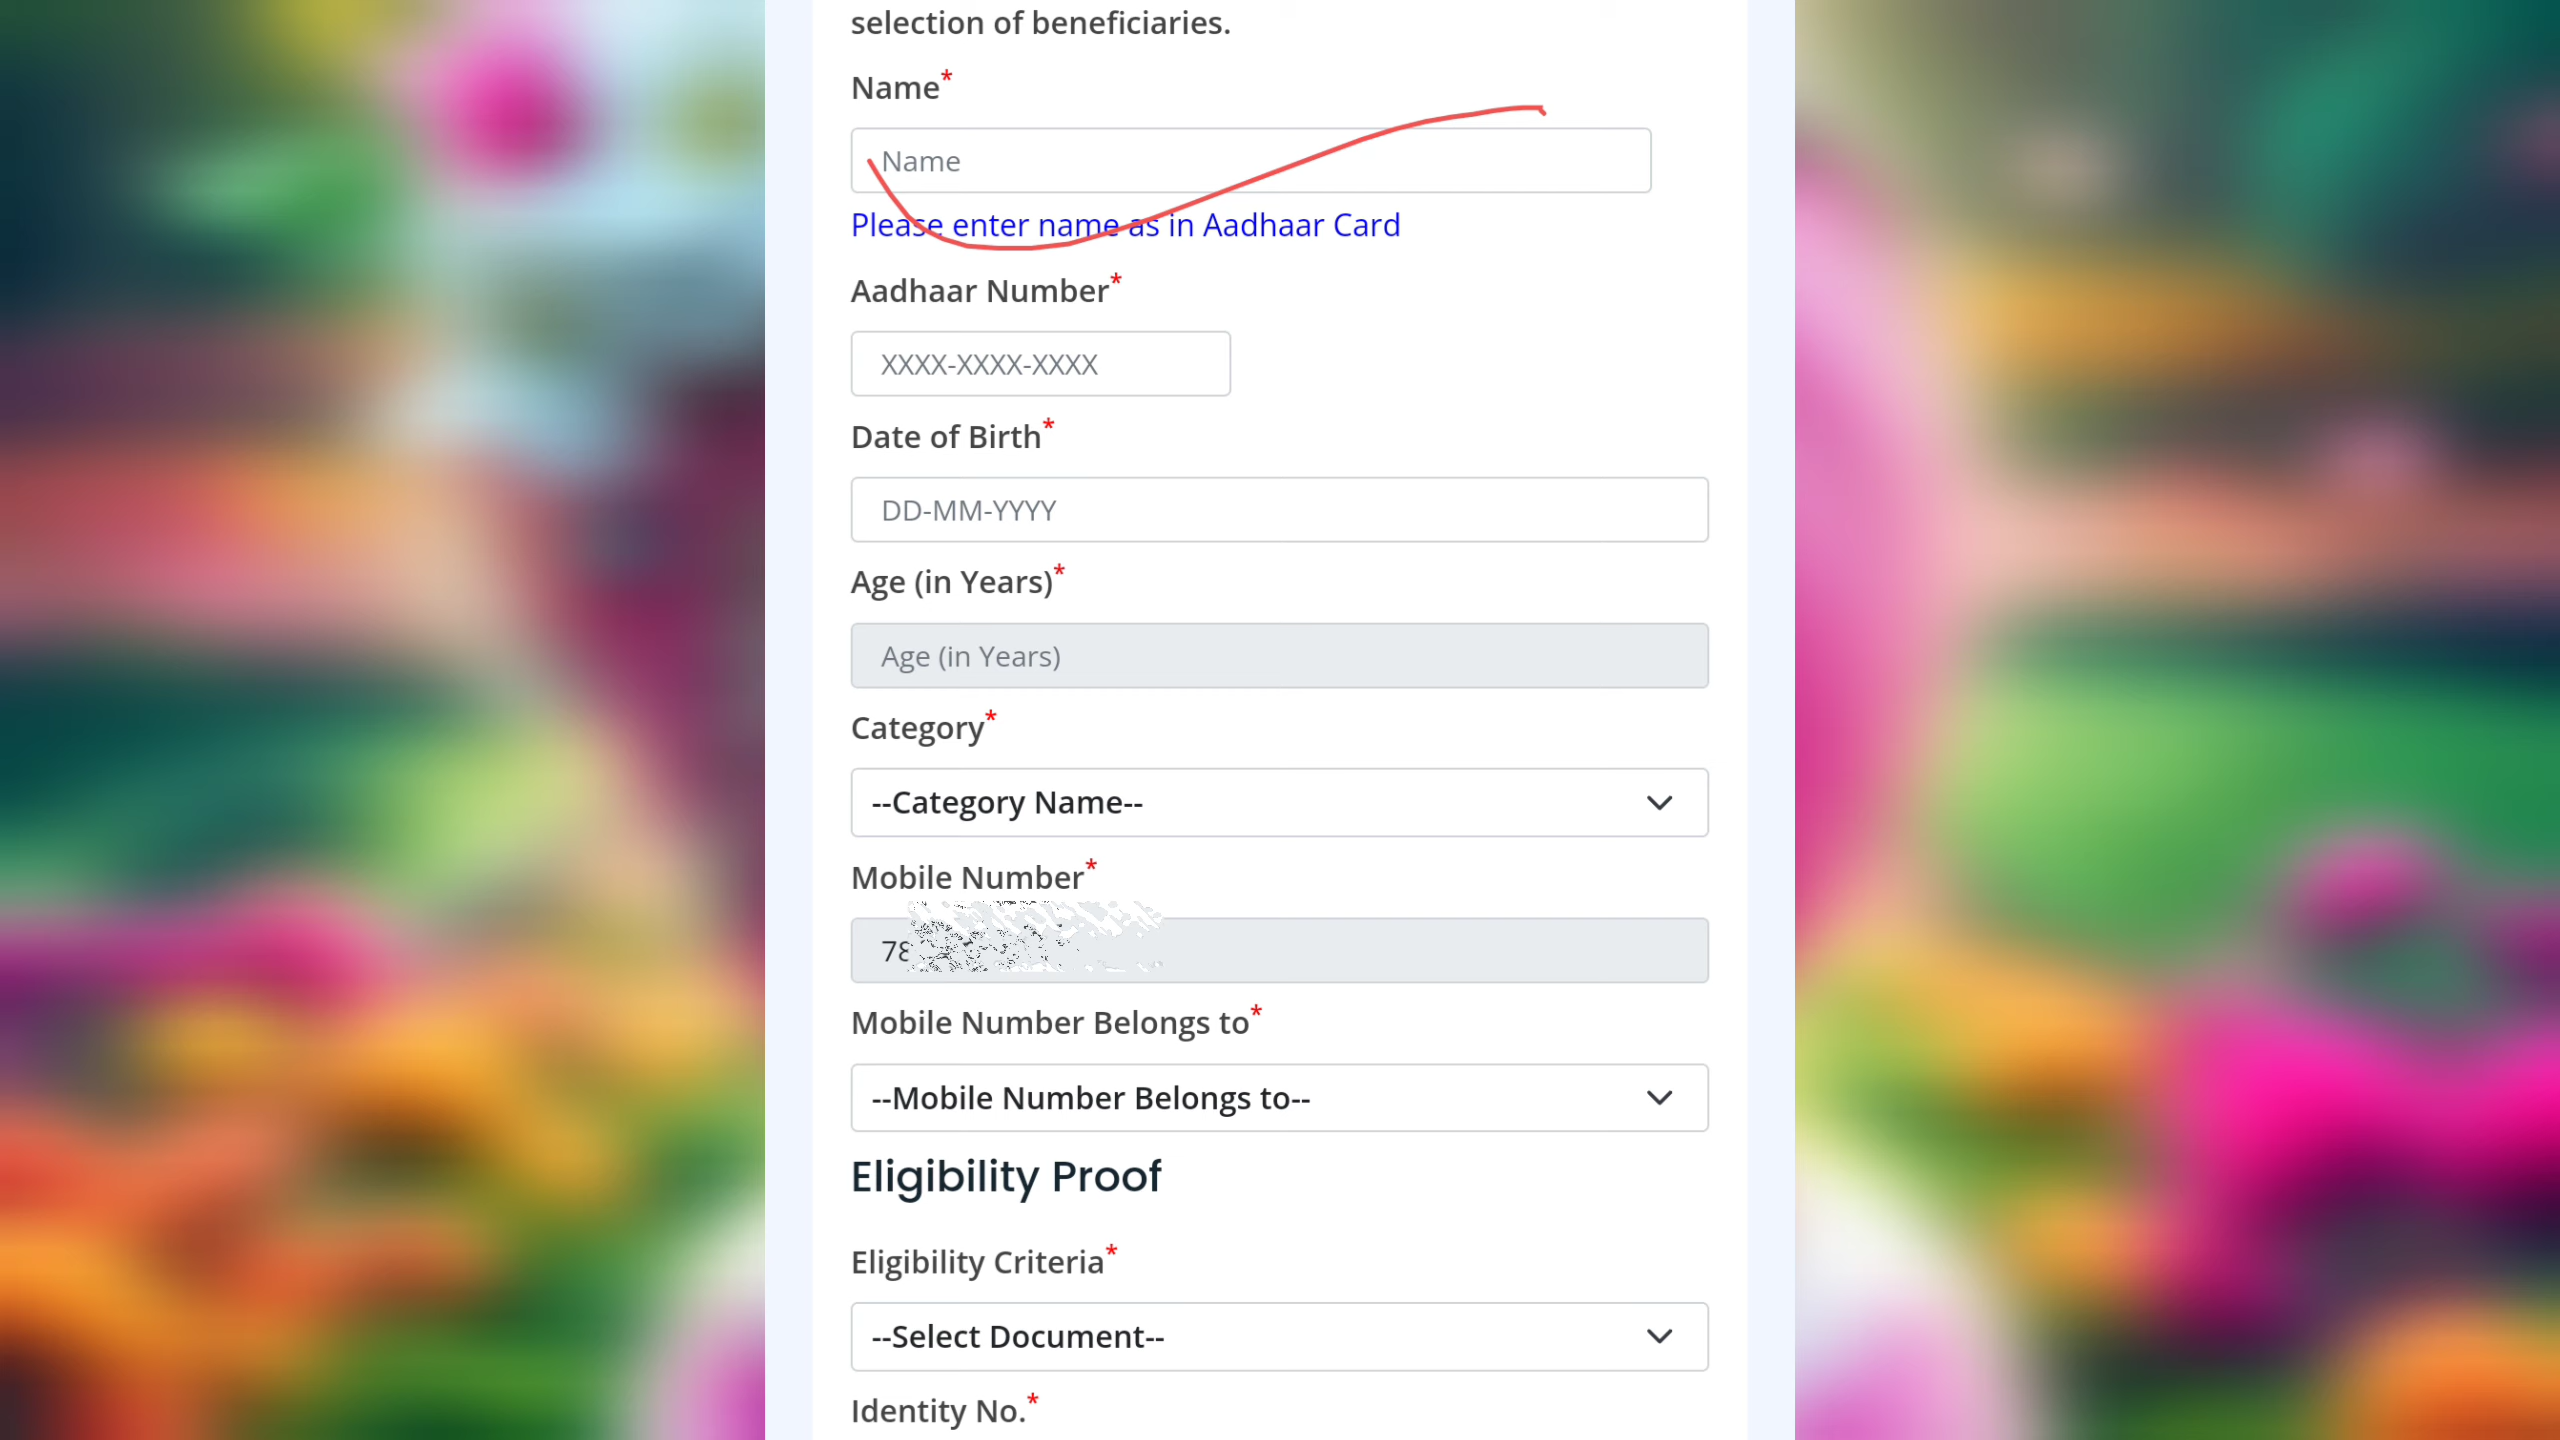 selection of beneficiaries.
Name*
Name
Please enter name as in Aadhaar Card
Aadhaar Number*
XXXX-XXXX-XXXX
Date of Birth*
DD-MM-YYYY
Age (in Years)*
Age (in Years)
Category*
--Category Name--
Mobile Number*
78
Mobile Number Belongs to*
--Mobile Number Belongs to--
Eligibility Proof
Eligibility Criteria*
--Select Document--
Identity No.*